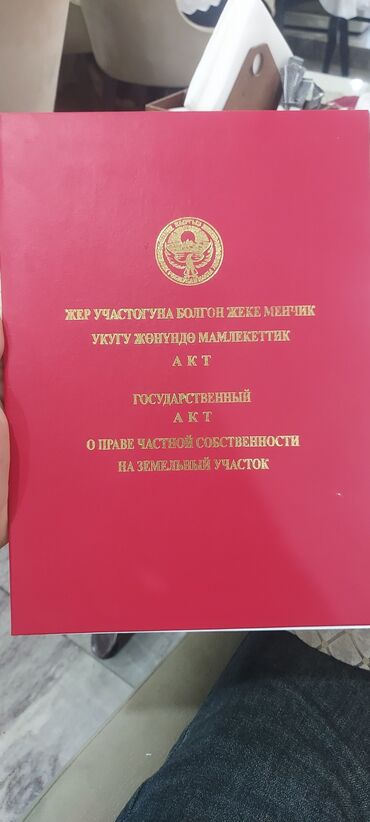 ЖЕР УЧАСТОГУНА БОЛГОН ЖЕКЕ МЕНЧИК
УКУГУ ЖӨНҮНДӨ МАМЛЕКЕТТИК
АКТ
ГОСУДАРСТВЕННЫЙ
АКТ
О ПРАВЕ ЧАСТНОЙ СОБСТВЕННОСТИ
НА ЗЕМЕЛЬНЫЙ УЧАСТОК